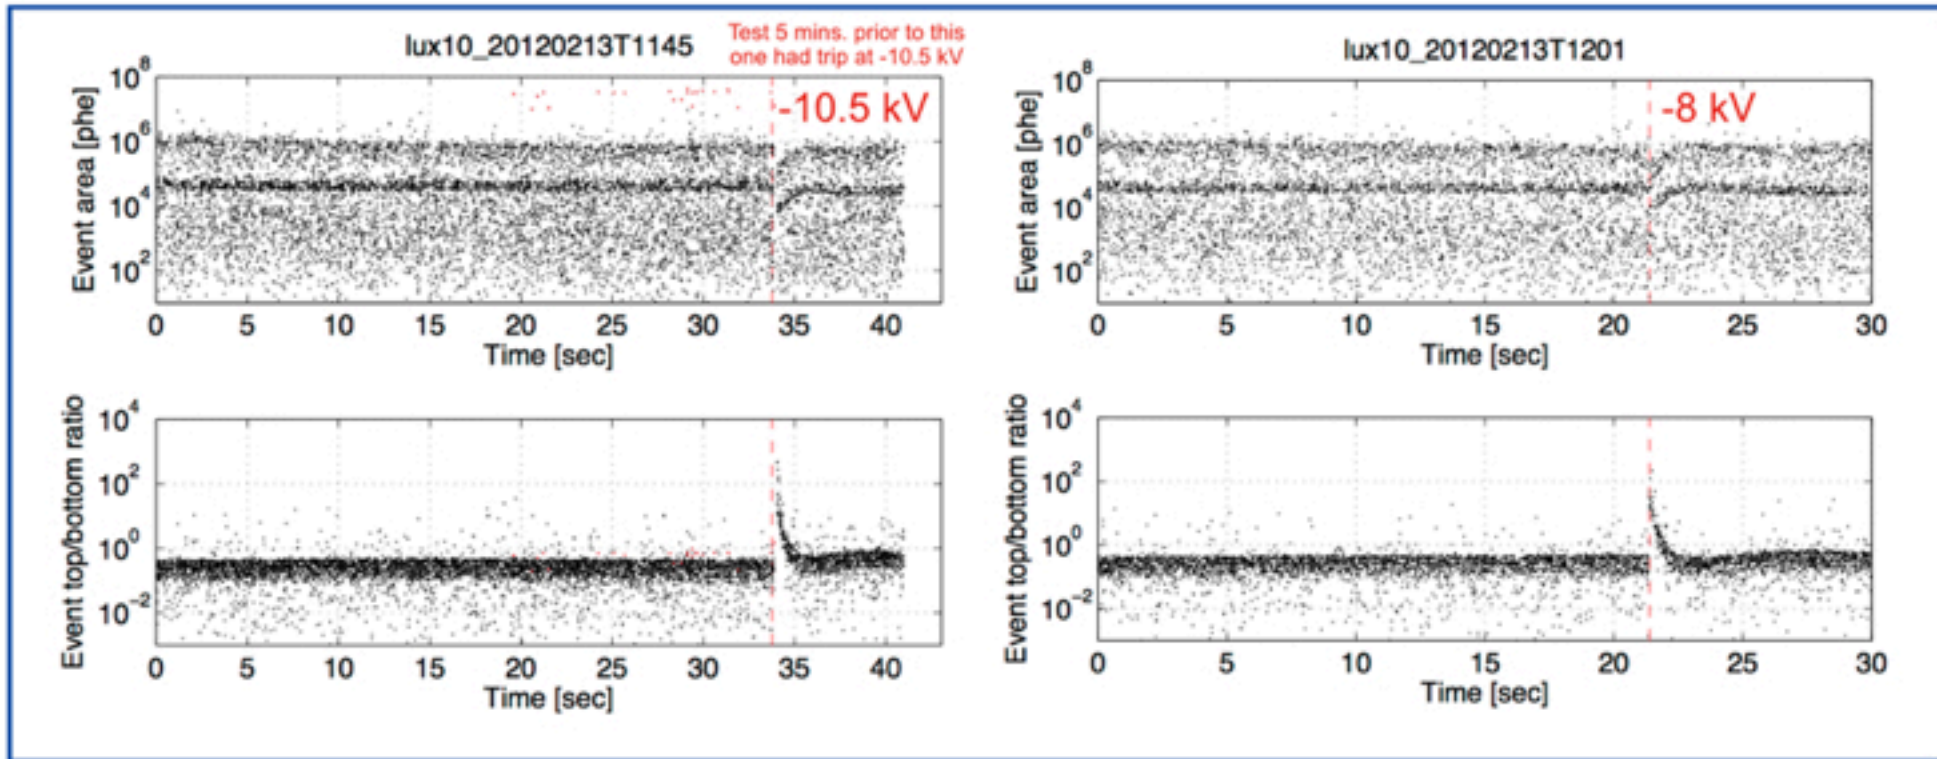 lux10_20120213T1145
Test 5 mins. prior to this
one had trip at -10.5 kV
10^8
10^6
10^4
10^2
Event area [phe]
-10.5 kV
0 5 10 15 20 25 30 35 40
Time [sec]
lux10_20120213T1201
10^8
10^6
10^4
10^2
Event area [phe]
-8 kV
0 5 10 15 20 25 30
Time [sec]
10^4
10^2
10^0
10^-2
Event top/bottom ratio
0 5 10 15 20 25 30 35 40
Time [sec]
10^4
10^2
10^0
10^-2
Event top/bottom ratio
0 5 10 15 20 25 30
Time [sec]